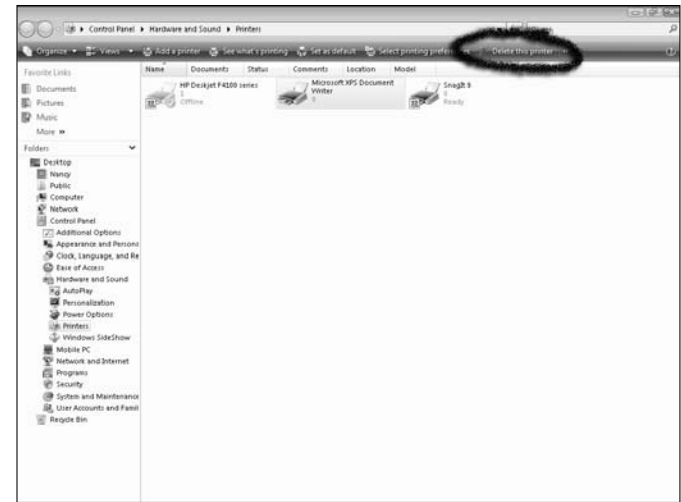 Control Panel ▸ Hardware and Sound ▸ Printers
Organize Views Add a printer See what's printing Set as default Select printing prefer Delete this printer
Favorite Links
Documents
Pictures
Music
More »
Folders
Desktop
Nancy
Public
Computer
Network
Control Panel
Additional Options
Appearance and Persona
Clock, Language, and Re
Ease of Access
Hardware and Sound
AutoPlay
Personalization
Power Options
Printers
Windows SideShow
Mobile PC
Network and Internet
Programs
Security
System and Maintenance
User Accounts and Famil
Recycle Bin
Name Documents Status Comments Location Model
HP Deskjet F4100 series
Offline
Microsoft XPS Document
Writer
0
SnagIt 9
0
Ready